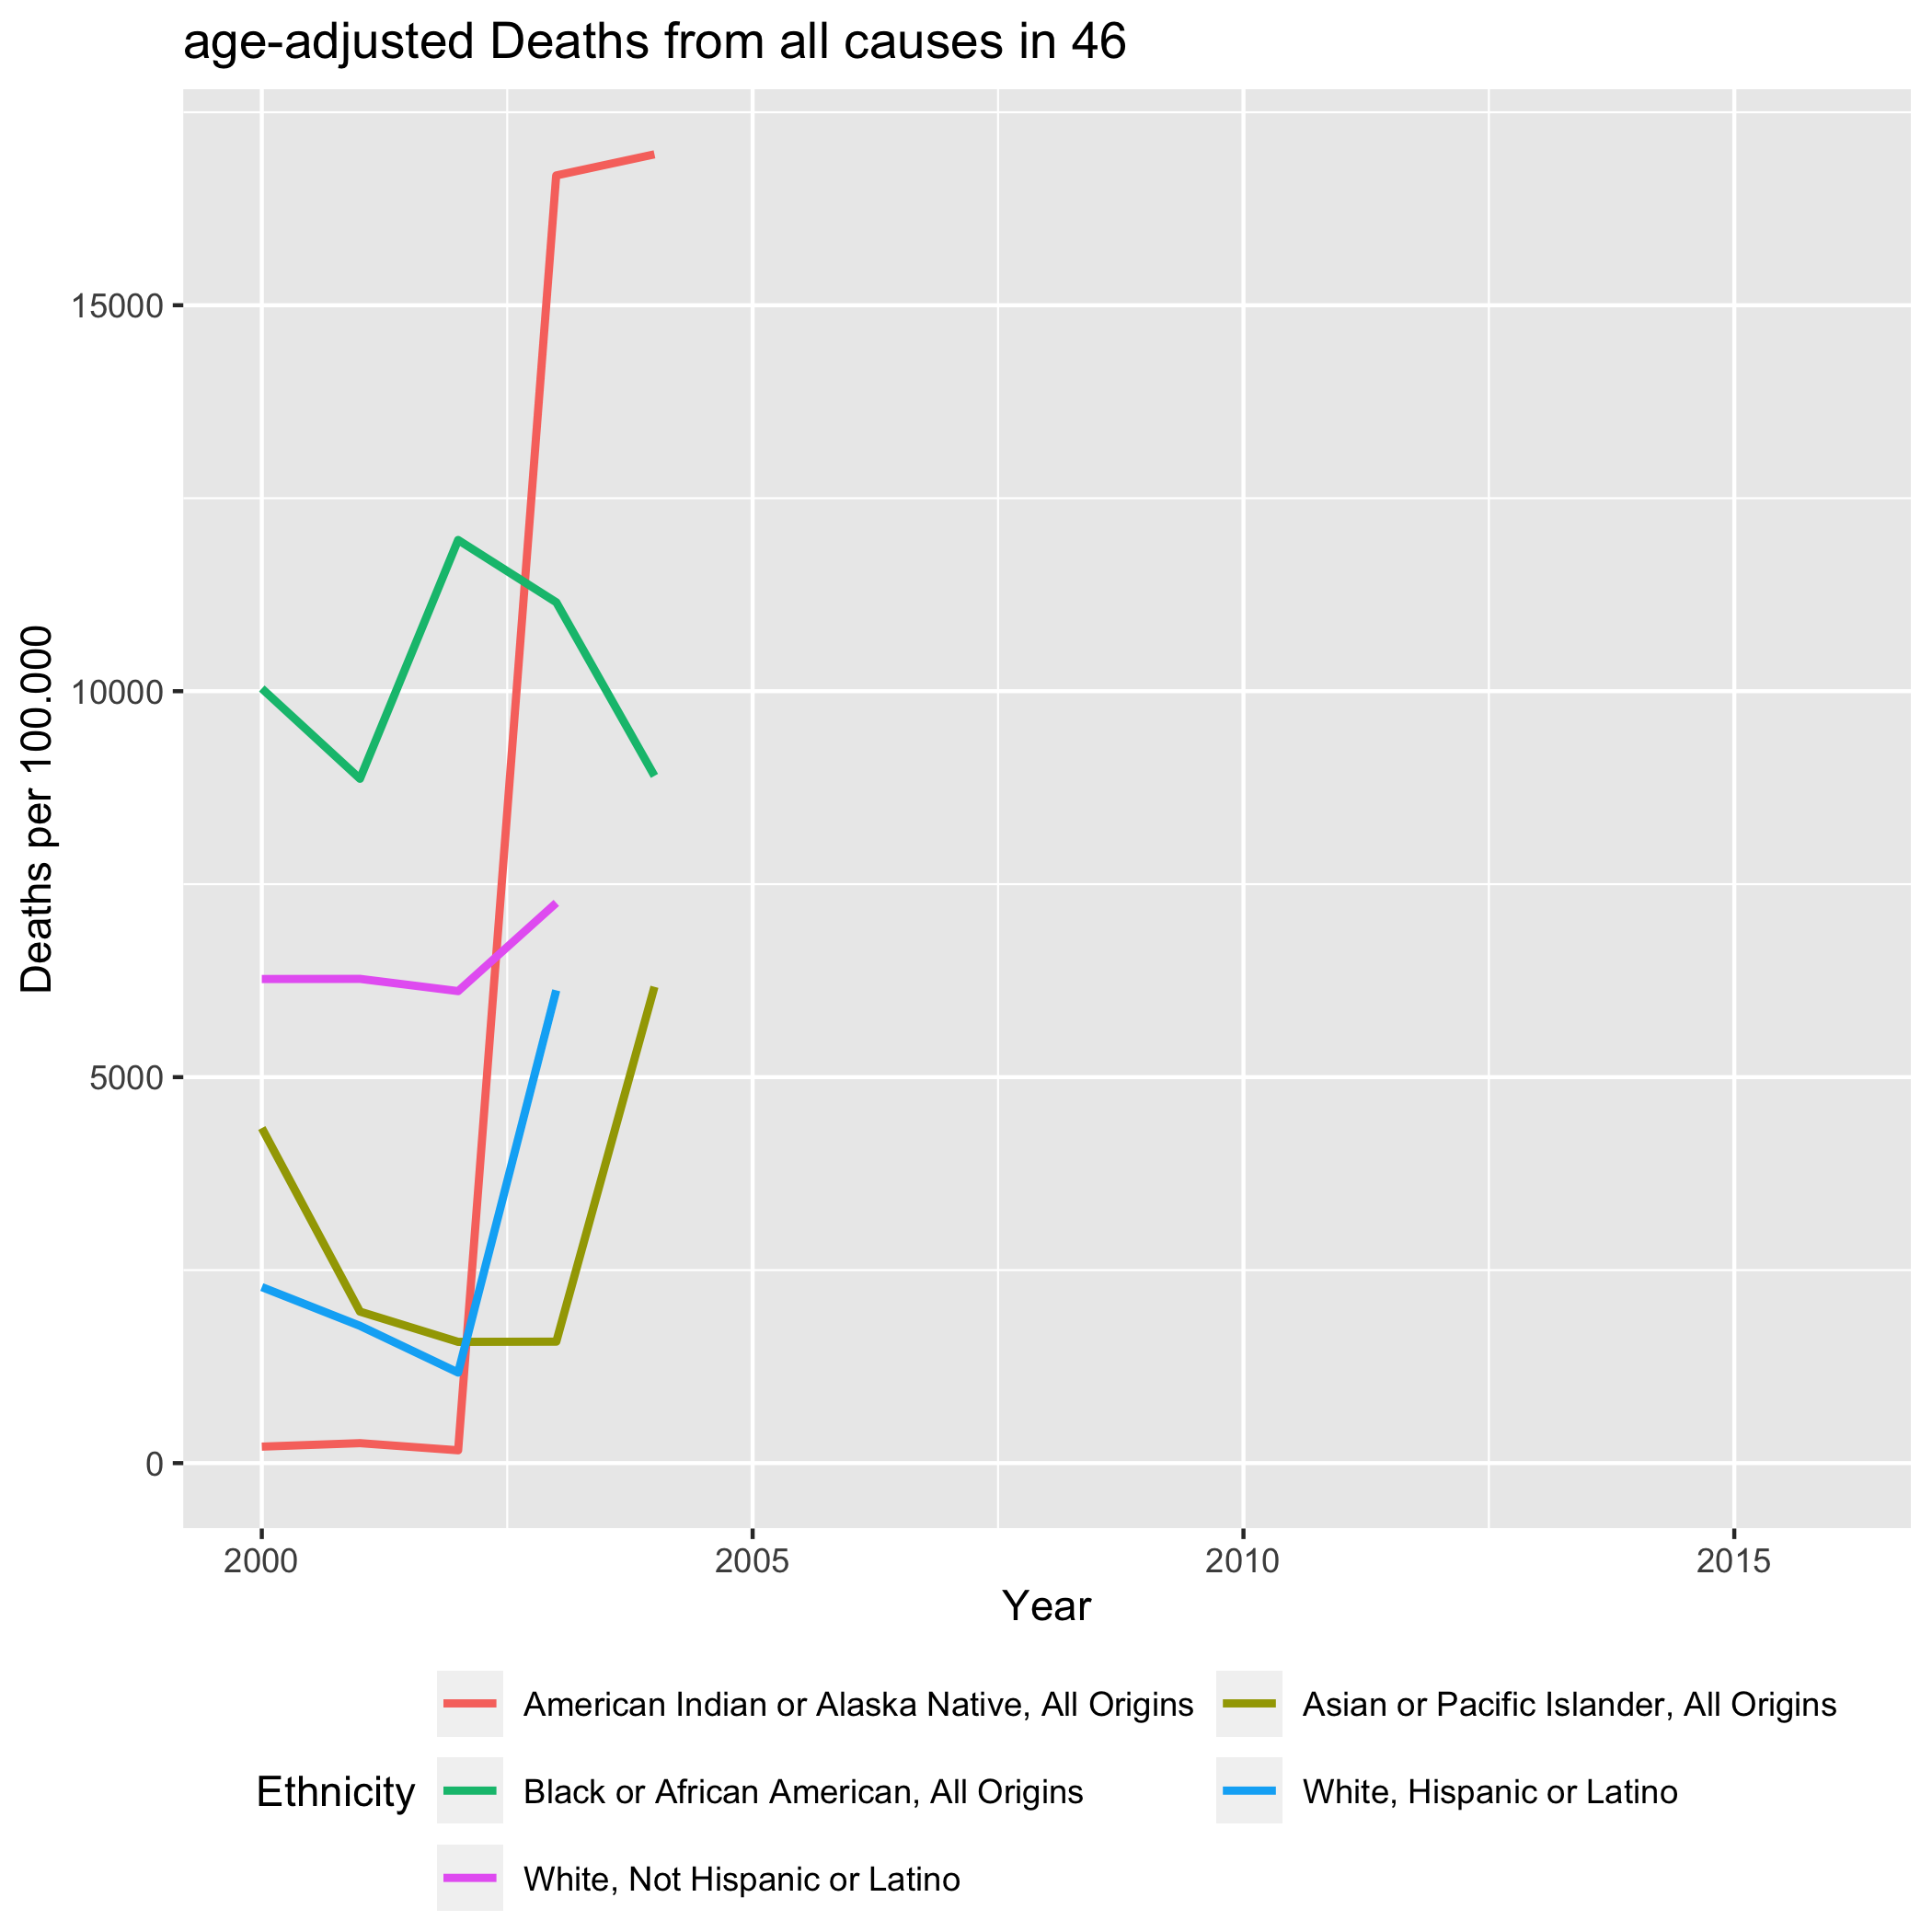 age-adjusted Deaths from all causes in 46
Deaths per 100.000
15000
10000
5000
0
2000 2005 2010 2015
Year
Ethnicity
American Indian or Alaska Native, All Origins
Asian or Pacific Islander, All Origins
Black or African American, All Origins
White, Hispanic or Latino
White, Not Hispanic or Latino